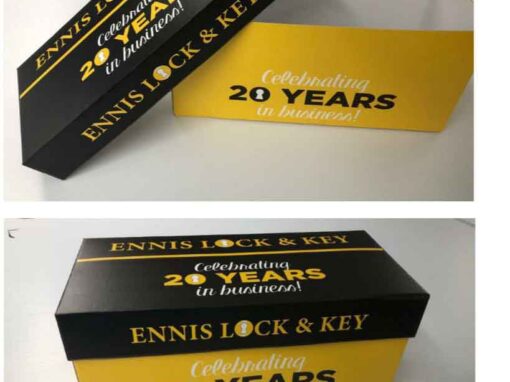 ENNIS LOCK
Celebrating
20 YEARS
in business!
ENNIS LOCK & KEY
Celebrating
20 YEARS
in business!
ENNIS LOCK & KEY
Celebrating
20 YEARS
in business!
ENNIS LOCK & KEY
Celebrating
YEARS